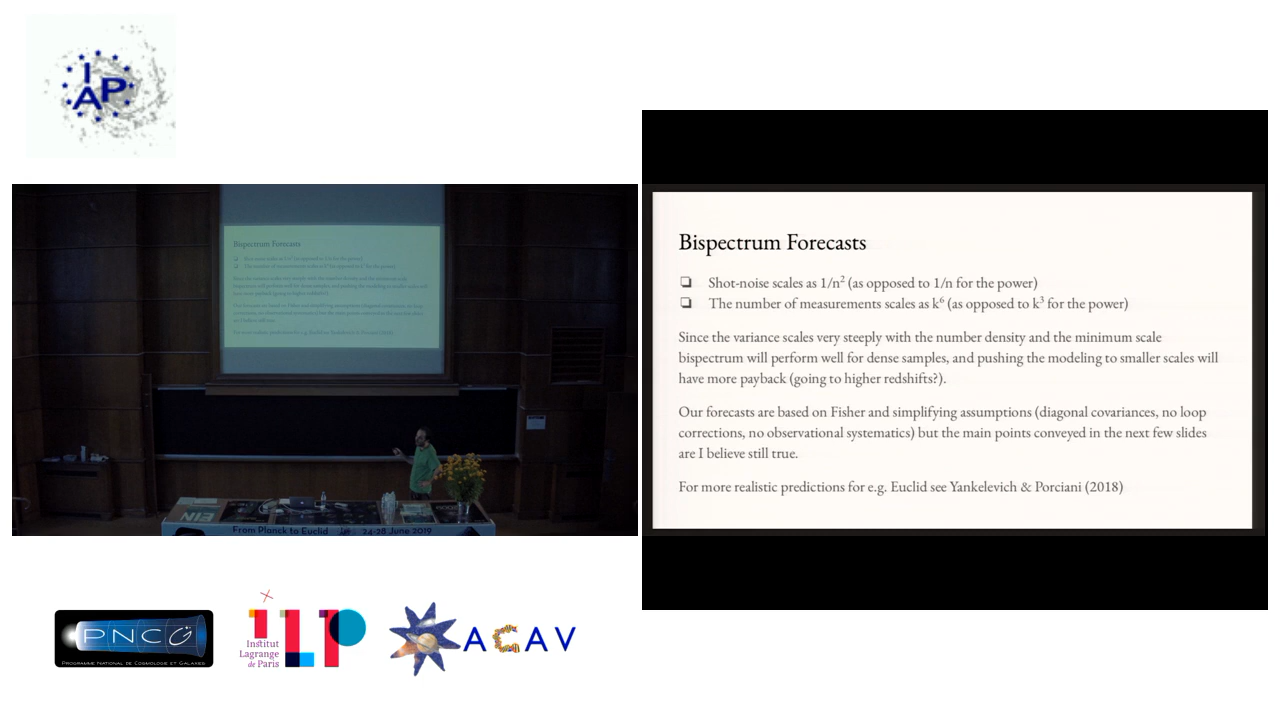 IAP
Bispectrum Forecasts
❏ Shot-noise scales as 1/n² (as opposed to 1/n for the power)
❏ The number of measurements scales as k⁶ (as opposed to k³ for the power)
Since the variance scales very steeply with the number density and the minimum scale
bispectrum will perform well for dense samples, and pushing the modeling to smaller scales will
have more payback (going to higher redshifts?).
Our forecasts are based on Fisher and simplifying assumptions (diagonal covariances, no loop
corrections, no observational systematics) but the main points conveyed in the next few slides
are I believe still true.
For more realistic predictions for e.g. Euclid see Yankelevich & Porciani (2018)
Bispectrum Forecasts
From Planck to Euclid 24-28 June 2019
PNCG
PROGRAMME NATIONAL DE COSMOLOGIE ET GALAXIES
ILP
Institut
Lagrange
de Paris
ACAV